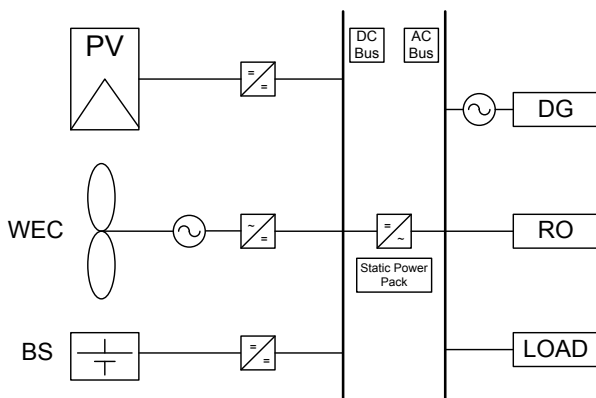 PV
DC
Bus
AC
Bus
DG
WEC
RO
Static Power
Pack
BS
LOAD